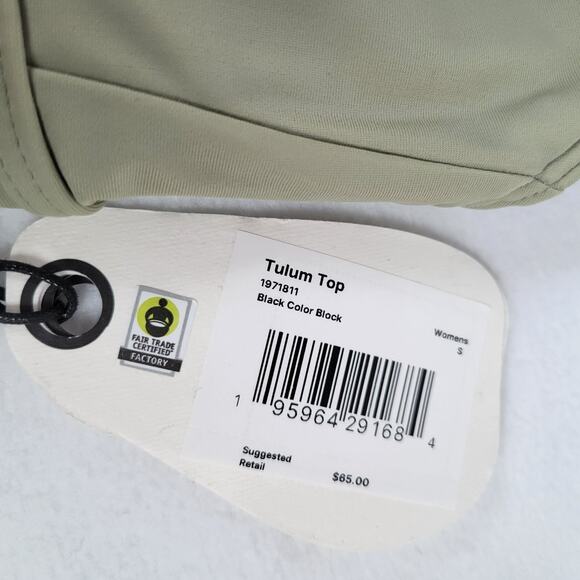 Tulum Top
1971811
Black Color Block
Womens
S
1 95964 29168 4
Suggested
Retail
$65.00
FAIR TRADE
CERTIFIED
FACTORY